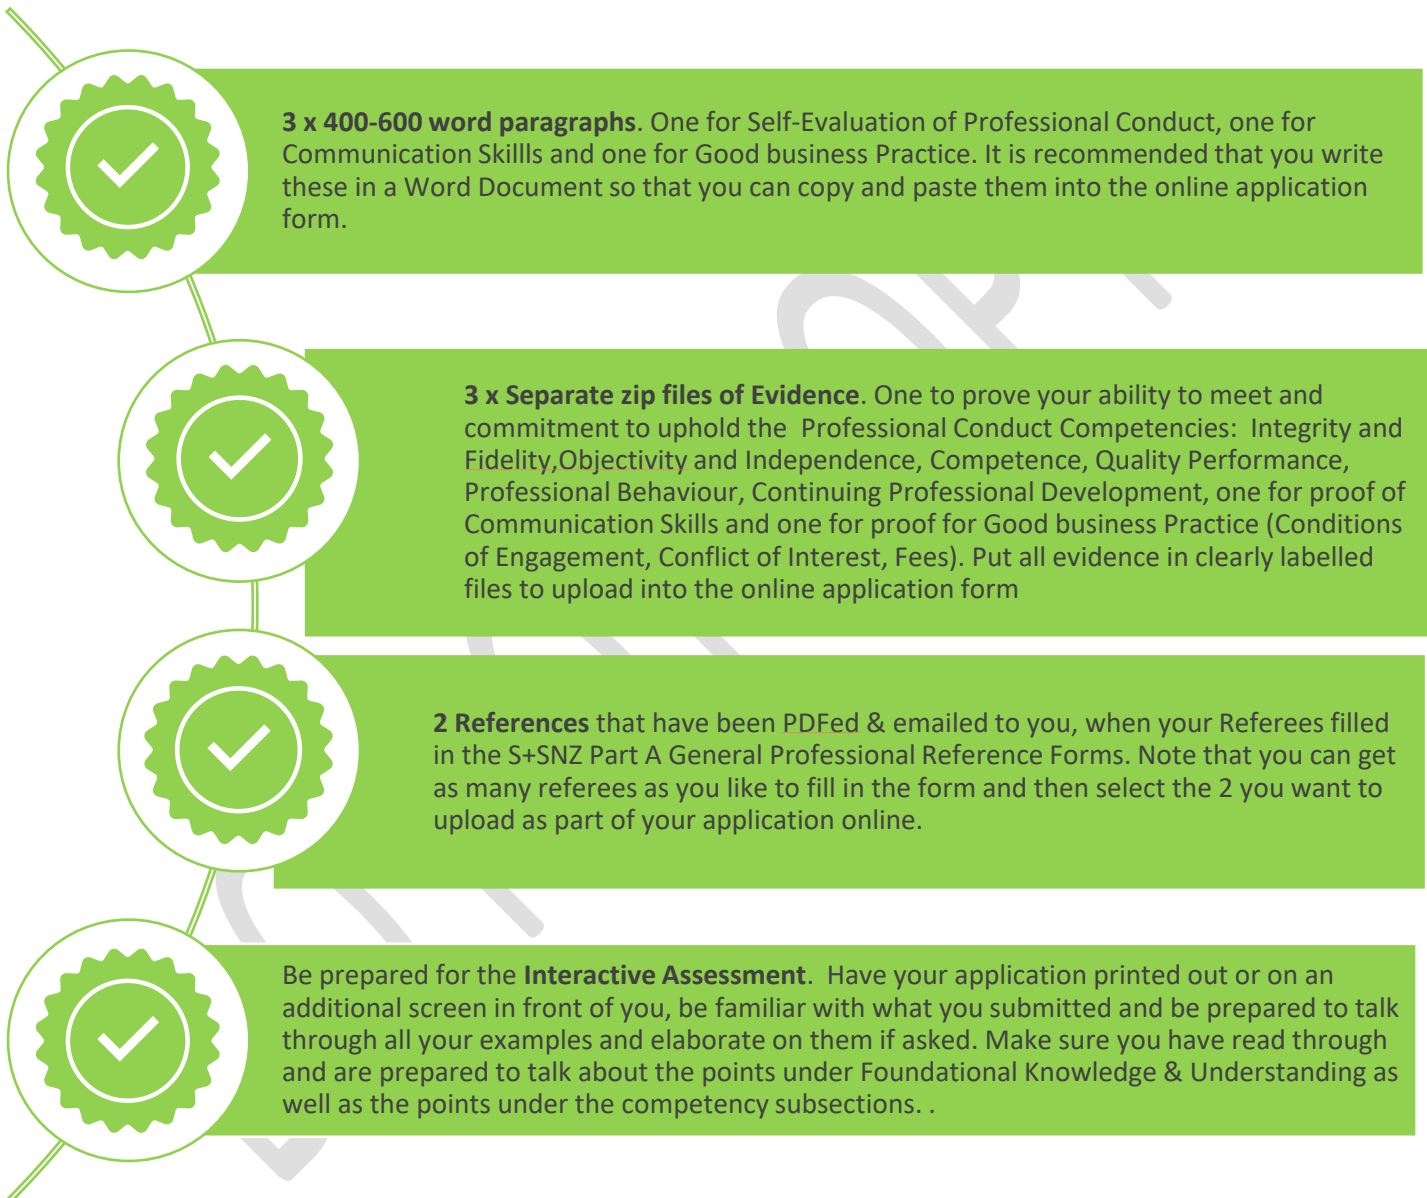 3 x 400-600 word paragraphs. One for Self-Evaluation of Professional Conduct, one for
Communication Skillls and one for Good business Practice. It is recommended that you write
these in a Word Document so that you can copy and paste them into the online application
form.
3 x Separate zip files of Evidence. One to prove your ability to meet and
commitment to uphold the  Professional Conduct Competencies:  Integrity and
Fidelity,Objectivity and Independence, Competence, Quality Performance,
Professional Behaviour, Continuing Professional Development, one for proof of
Communication Skills and one for proof for Good business Practice (Conditions
of Engagement, Conflict of Interest, Fees). Put all evidence in clearly labelled
files to upload into the online application form
2 References that have been PDFed & emailed to you, when your Referees filled
in the S+SNZ Part A General Professional Reference Forms. Note that you can get
as many referees as you like to fill in the form and then select the 2 you want to
upload as part of your application online.
Be prepared for the Interactive Assessment.  Have your application printed out or on an
additional screen in front of you, be familiar with what you submitted and be prepared to talk
through all your examples and elaborate on them if asked. Make sure you have read through
and are prepared to talk about the points under Foundational Knowledge & Understanding as
well as the points under the competency subsections. .